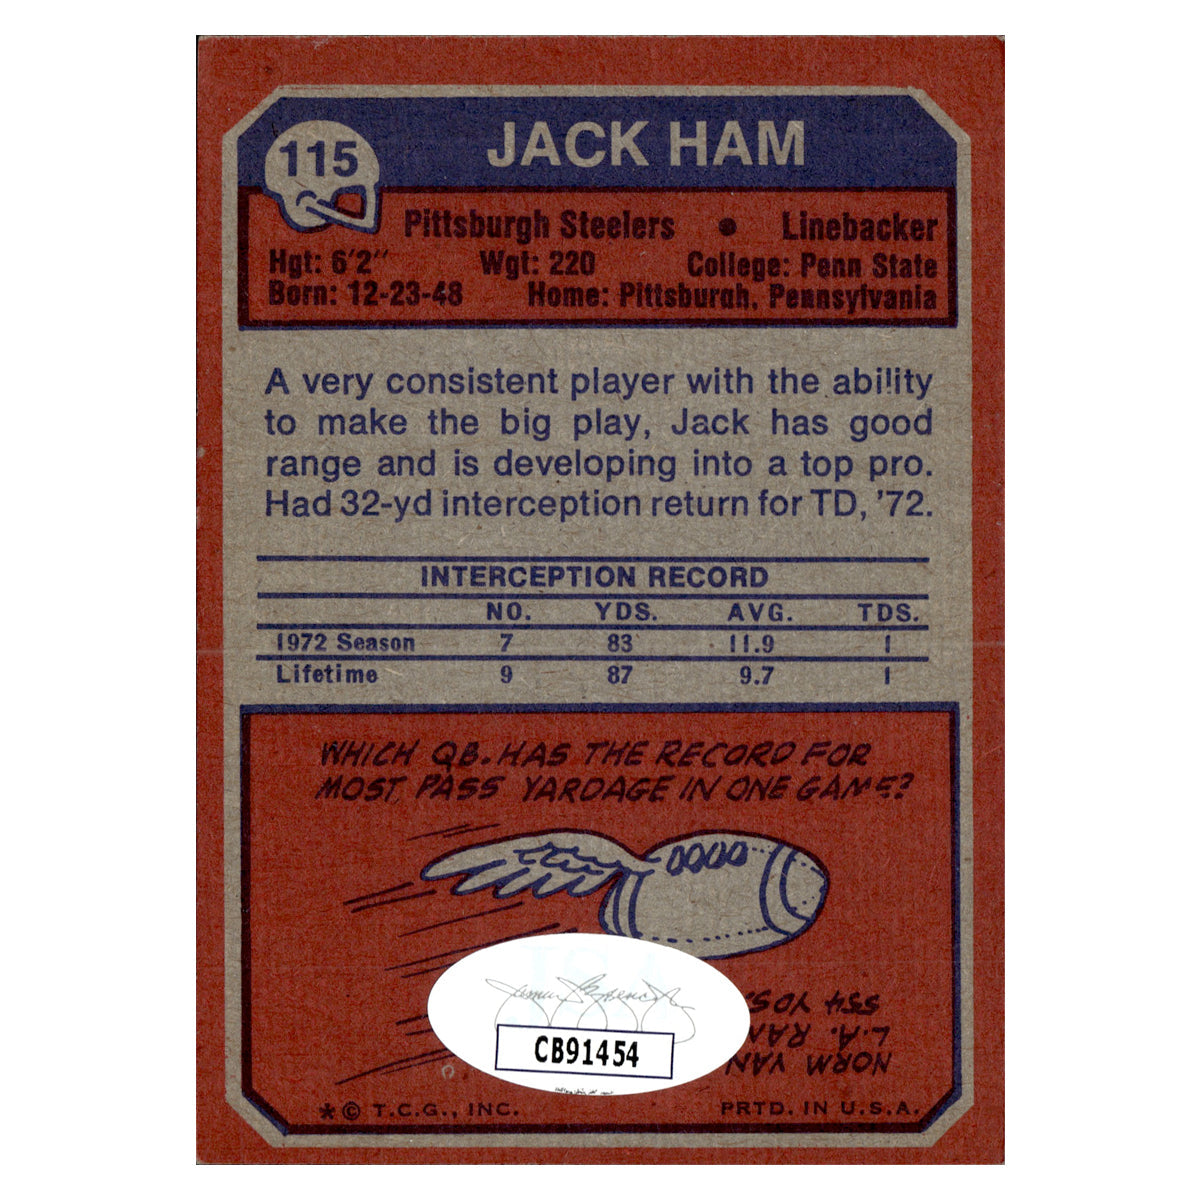 115
JACK HAM
Pittsburgh Steelers • Linebacker
Hgt: 6'2" Wgt: 220 College: Penn State
Born: 12-23-48 Home: Pittsburgh, Pennsylvania
A very consistent player with the ability
to make the big play, Jack has good
range and is developing into a top pro.
Had 32-yd interception return for TD, '72.
INTERCEPTION RECORD
NO. YDS. AVG. TDS.
1972 Season 7 83 11.9 1
Lifetime 9 87 9.7 1
WHICH QB. HAS THE RECORD FOR
MOST PASS YARDAGE IN ONE GAME?
NORM VAN
L.A. RAM
554 YDS.
CB91454
* © T.C.G., INC. PRTD. IN U.S.A.